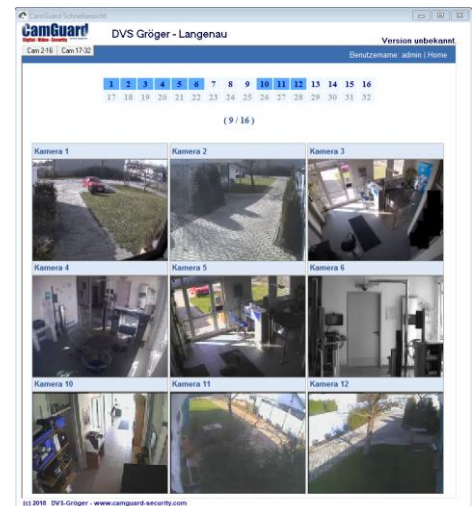 CamGuard Schnellansicht
CamGuard
Digital - Video - Security
DVS Gröger - Langenau
Version unbekannt.
Cam 2-16 Cam 17-32
Benutzername: admin | Home
1 2 3 4 5 6 7 8 9 10 11 12 13 14 15 16
17 18 19 20 21 22 23 24 25 26 27 28 29 30 31 32
( 9 / 16 )
Kamera 1 Kamera 2 Kamera 3
Kamera 4 Kamera 5 Kamera 6
Kamera 10 Kamera 11 Kamera 12
(c) 2018 DVS-Gröger - www.camguard-security.com